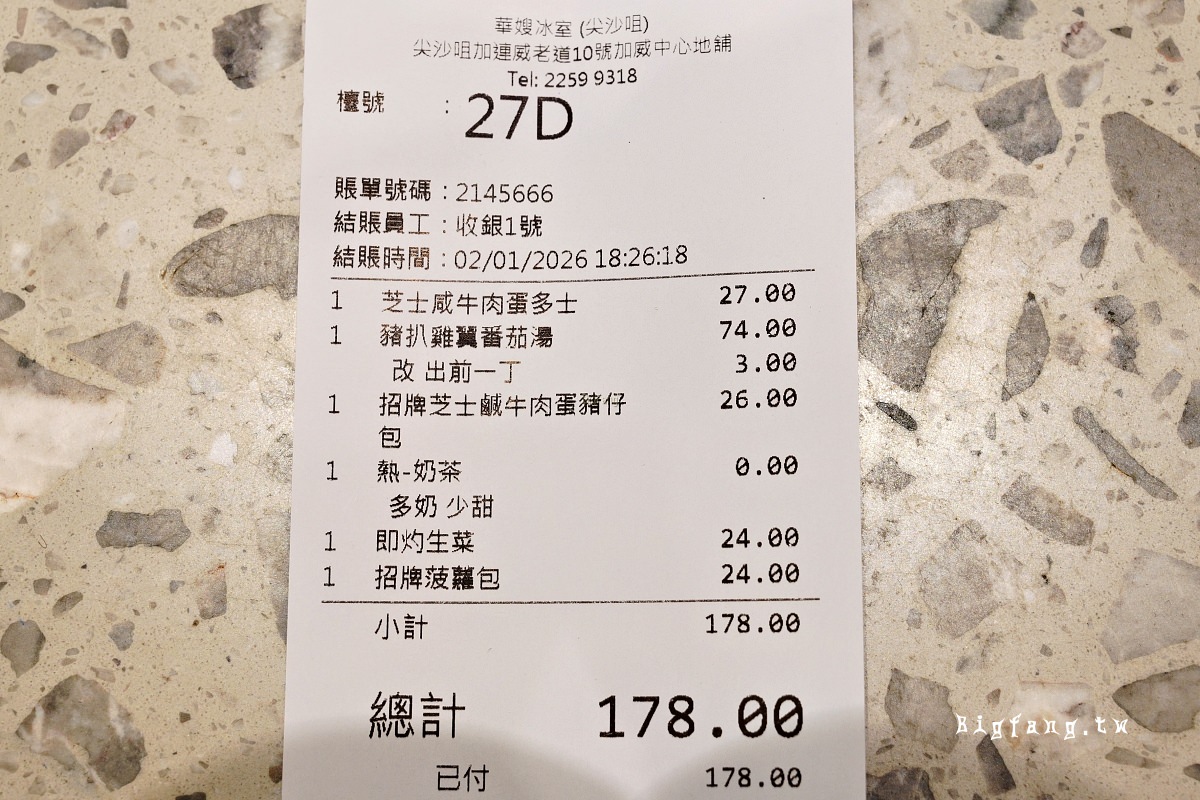 華嫂冰室 (尖沙咀)
尖沙咀加連威老道10號加威中心地舖
Tel: 2259 9318
檯號 : 27D
賬單號碼 : 2145666
結賬員工 : 收銀1號
結賬時間 : 02/01/2026 18:26:18
1 芝士咸牛肉蛋多士 27.00
1 豬扒雞翼番茄湯 74.00
改 出前一丁 3.00
1 招牌芝士鹹牛肉蛋豬仔 26.00
包
1 熱-奶茶 0.00
多奶 少甜
1 即灼生菜 24.00
1 招牌菠蘿包 24.00
小計 178.00
總計 178.00
已付 178.00
Bigfang.tw